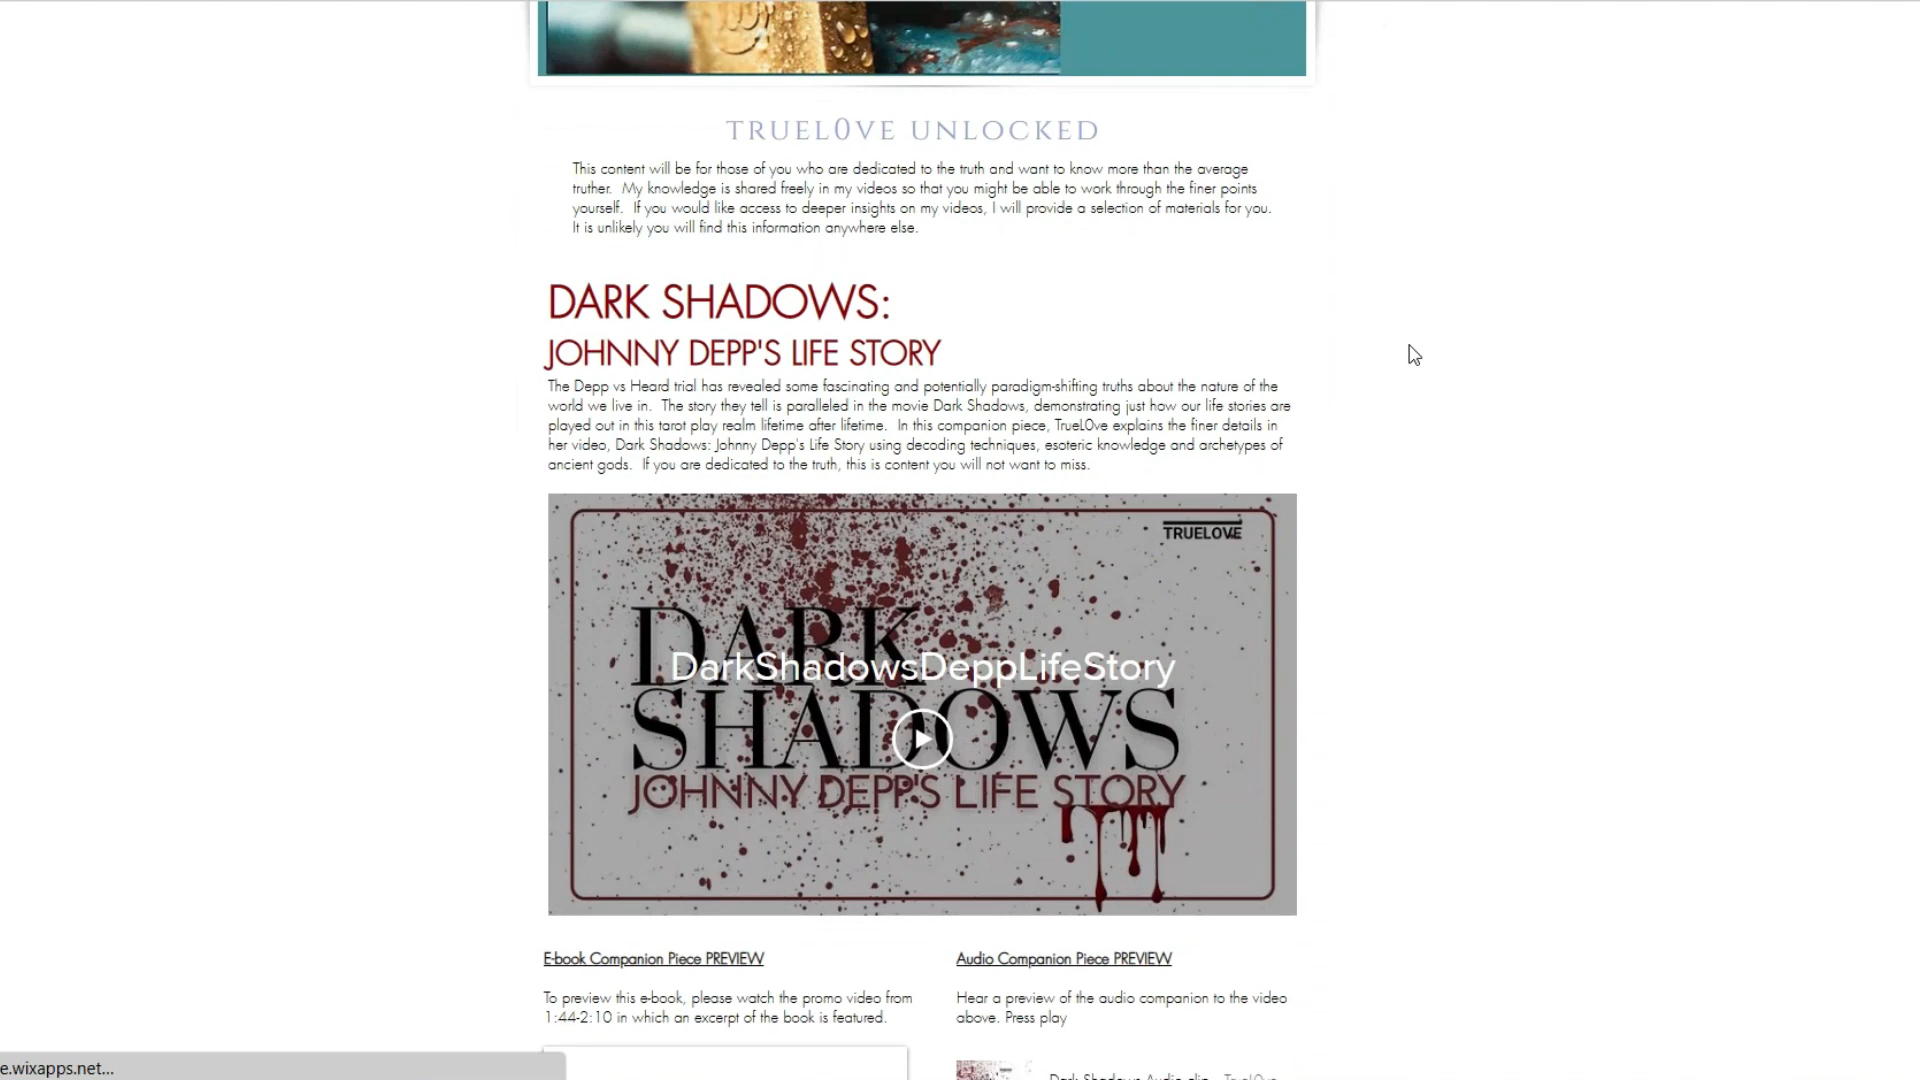 TRUEL0VE UNLOCKED
This content will be for those of you who are dedicated to the truth and want to know more than the average
truther. My knowledge is shared freely in my videos so that you might be able to work through the finer points
yourself. If you would like access to deeper insights on my videos, I will provide a selection of materials for you.
It is unlikely you will find this information anywhere else.
DARK SHADOWS:
JOHNNY DEPP'S LIFE STORY
The Depp vs Heard trial has revealed some fascinating and potentially paradigm-shifting truths about the nature of the
world we live in. The story they tell is paralleled in the movie Dark Shadows, demonstrating just how our life stories are
played out in this tarot play realm lifetime after lifetime. In this companion piece, TrueL0ve explains the finer details in
her video, Dark Shadows: Johnny Depp's Life Story using decoding techniques, esoteric knowledge and archetypes of
ancient gods. If you are dedicated to the truth, this is content you will not want to miss.
TRUELOVE
DARK
DarkShadowsDeppLifeStory
SHADOWS
JOHNNY DEPP'S LIFE STORY
E-book Companion Piece PREVIEW
To preview this e-book, please watch the promo video from
1:44-2:10 in which an excerpt of the book is featured.
Audio Companion Piece PREVIEW
Hear a preview of the audio companion to the video
above. Press play
Dark Shadows Audio clip - TrueL0ve
e.wixapps.net...